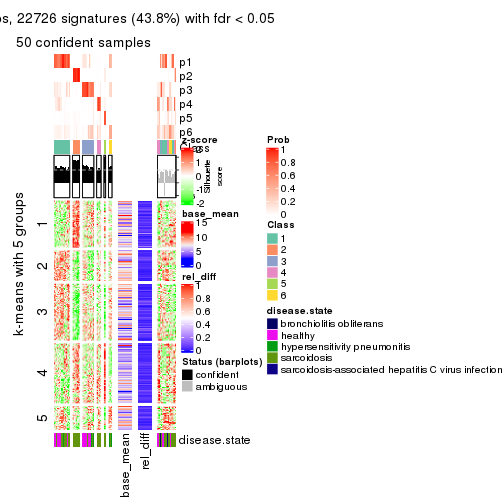 os, 22726 signatures (43.8%) with fdr < 0.05
50 confident samples
p1
p2
p3
p4
p5
p6
Class
Silhouette score
k-means with 5 groups
1
2
3
4
5
base_mean
rel_diff
disease.state
z-score
2
1
0
-1
-2
base_mean
15
10
5
0
rel_diff
1
0.8
0.6
0.4
0.2
0
Status (barplots)
confident
ambiguous
Prob
1
0.8
0.6
0.4
0.2
0
Class
1
2
3
4
5
6
disease.state
bronchiolitis obliterans
healthy
hypersensitivity pneumonitis
sarcoidosis
sarcoidosis-associated hepatitis C virus infection